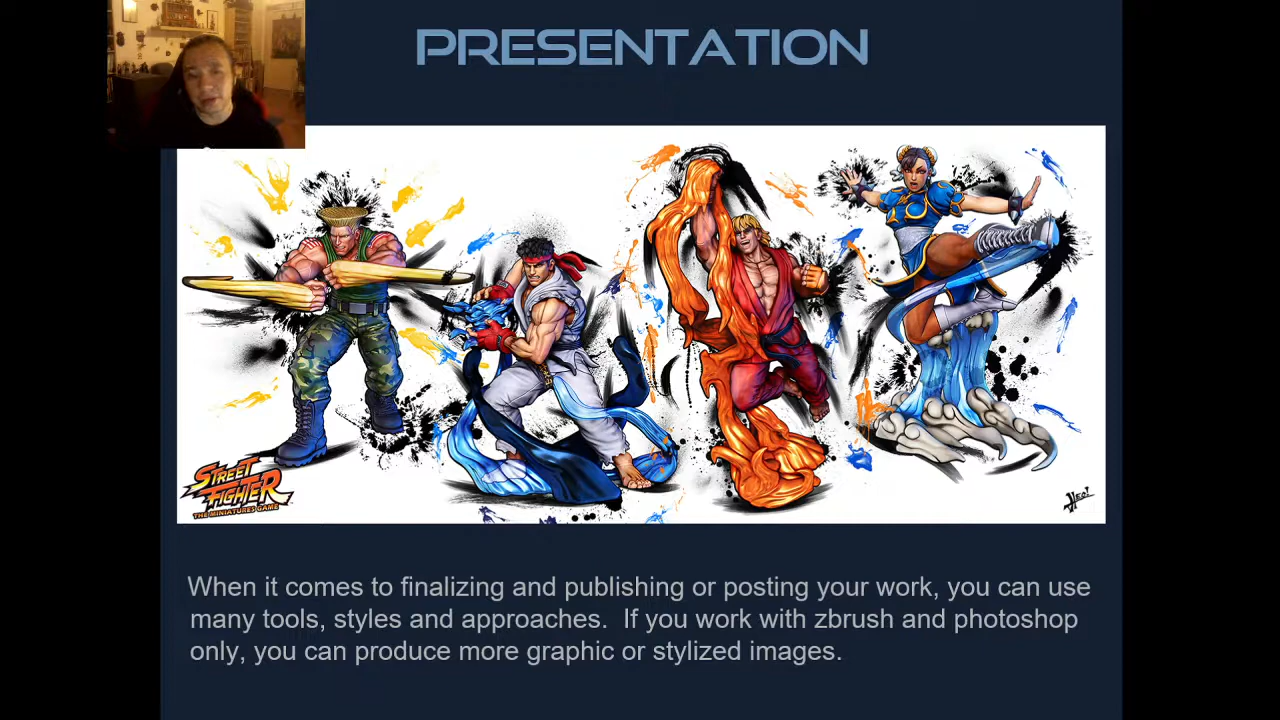 PRESENTATION
STREET
FIGHTER
THE MINIATURES GAME
When it comes to finalizing and publishing or posting your work, you can use
many tools, styles and approaches.  If you work with zbrush and photoshop
only, you can produce more graphic or stylized images.